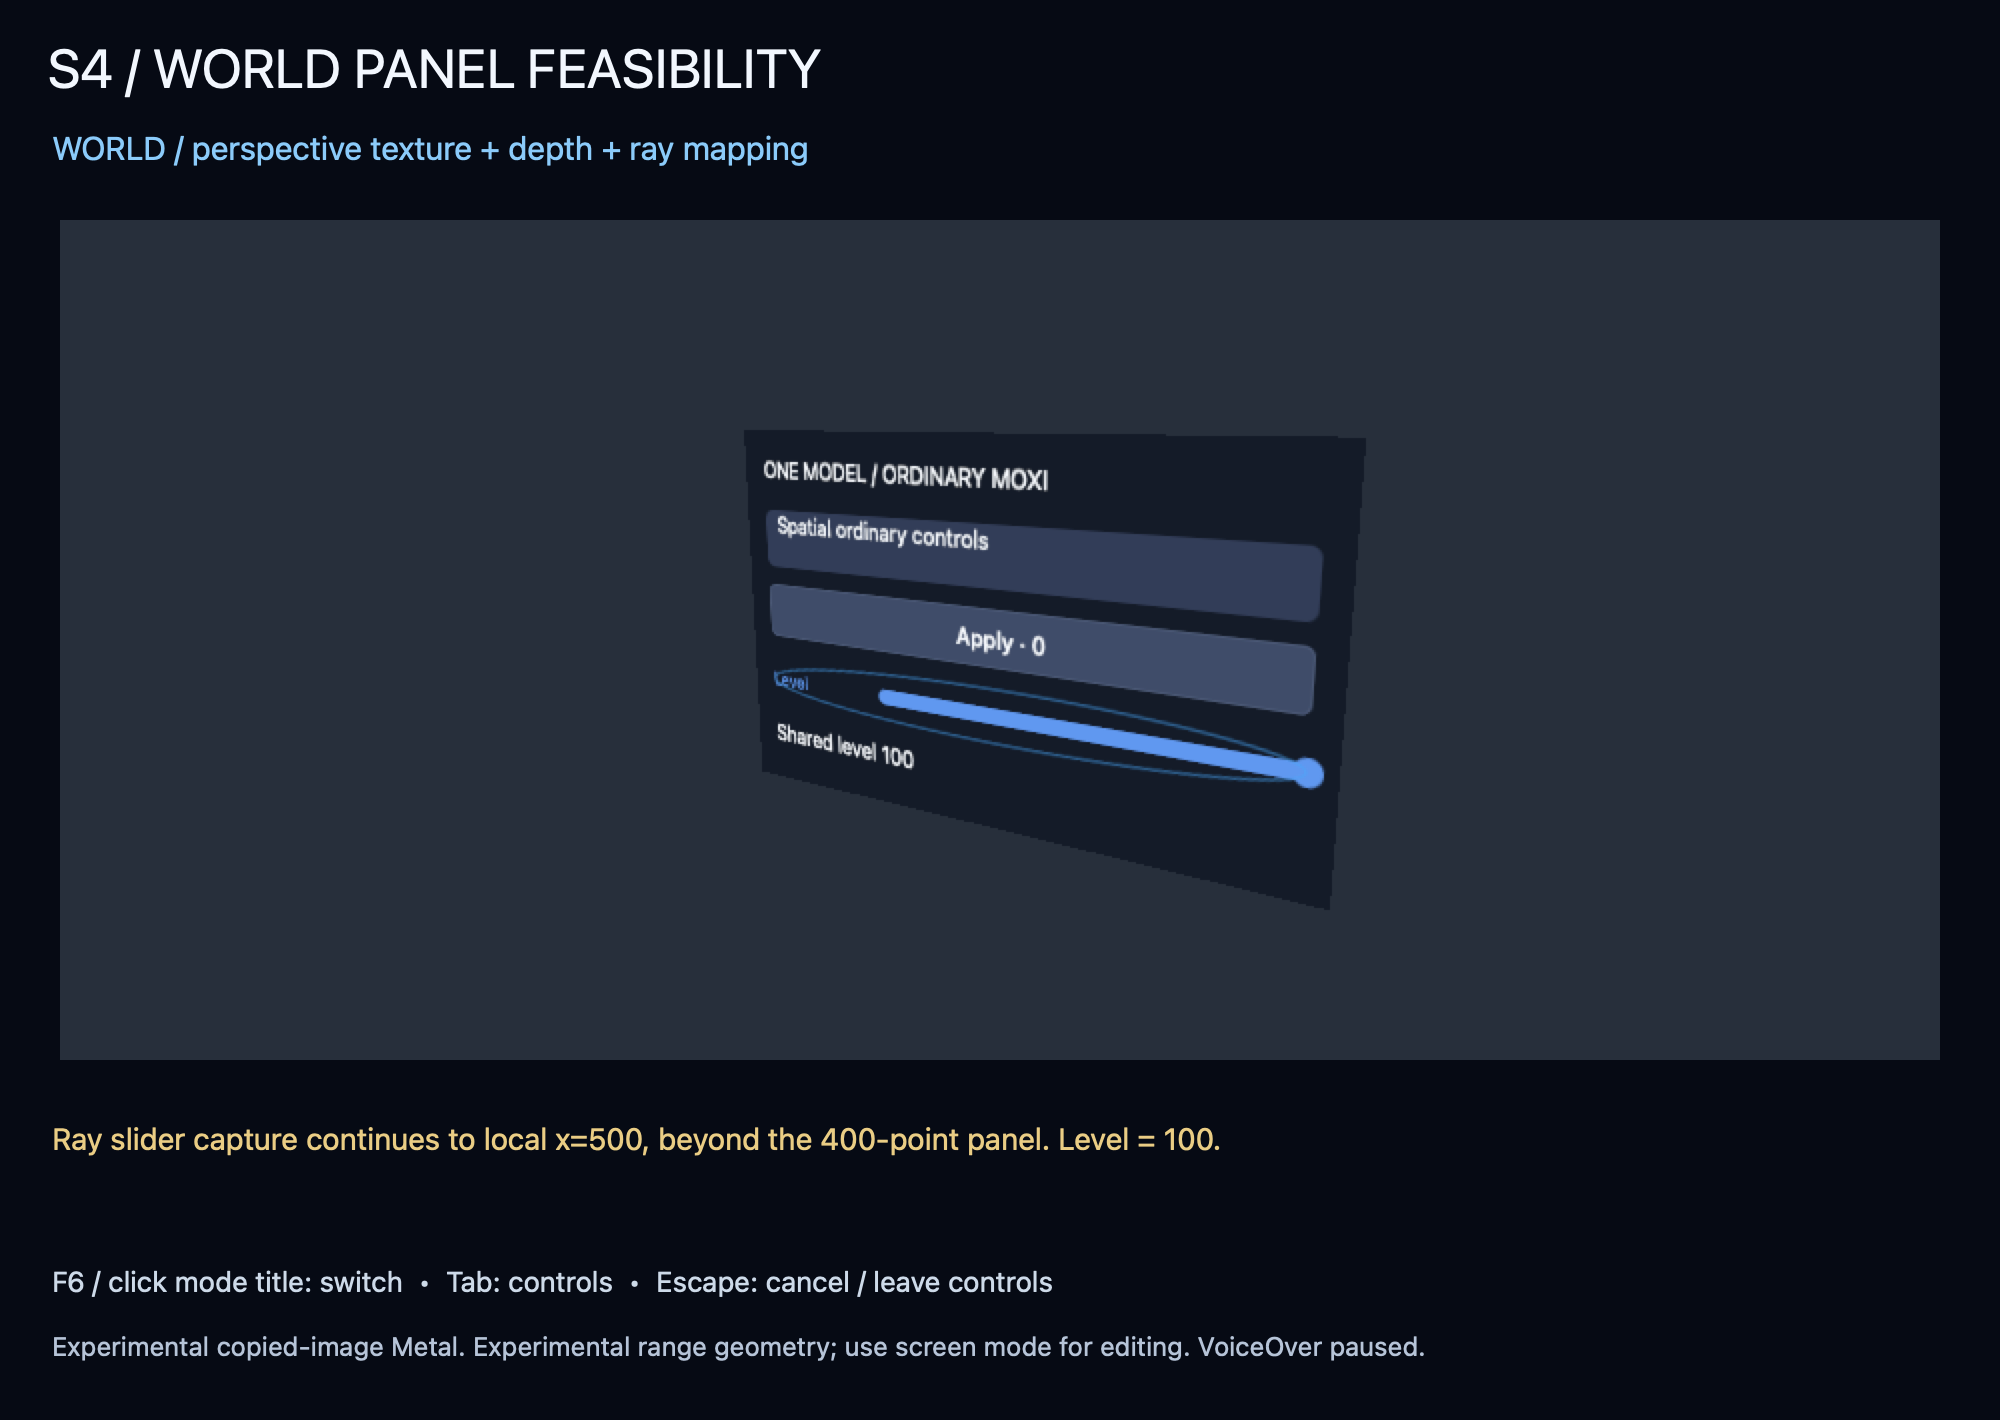 S4 / WORLD PANEL FEASIBILITY
WORLD / perspective texture + depth + ray mapping
ONE MODEL / ORDINARY MOXI
Spatial ordinary controls
Apply · 0
Level
Shared level 100
Ray slider capture continues to local x=500, beyond the 400-point panel. Level = 100.
F6 / click mode title: switch • Tab: controls • Escape: cancel / leave controls
Experimental copied-image Metal. Experimental range geometry; use screen mode for editing. VoiceOver paused.